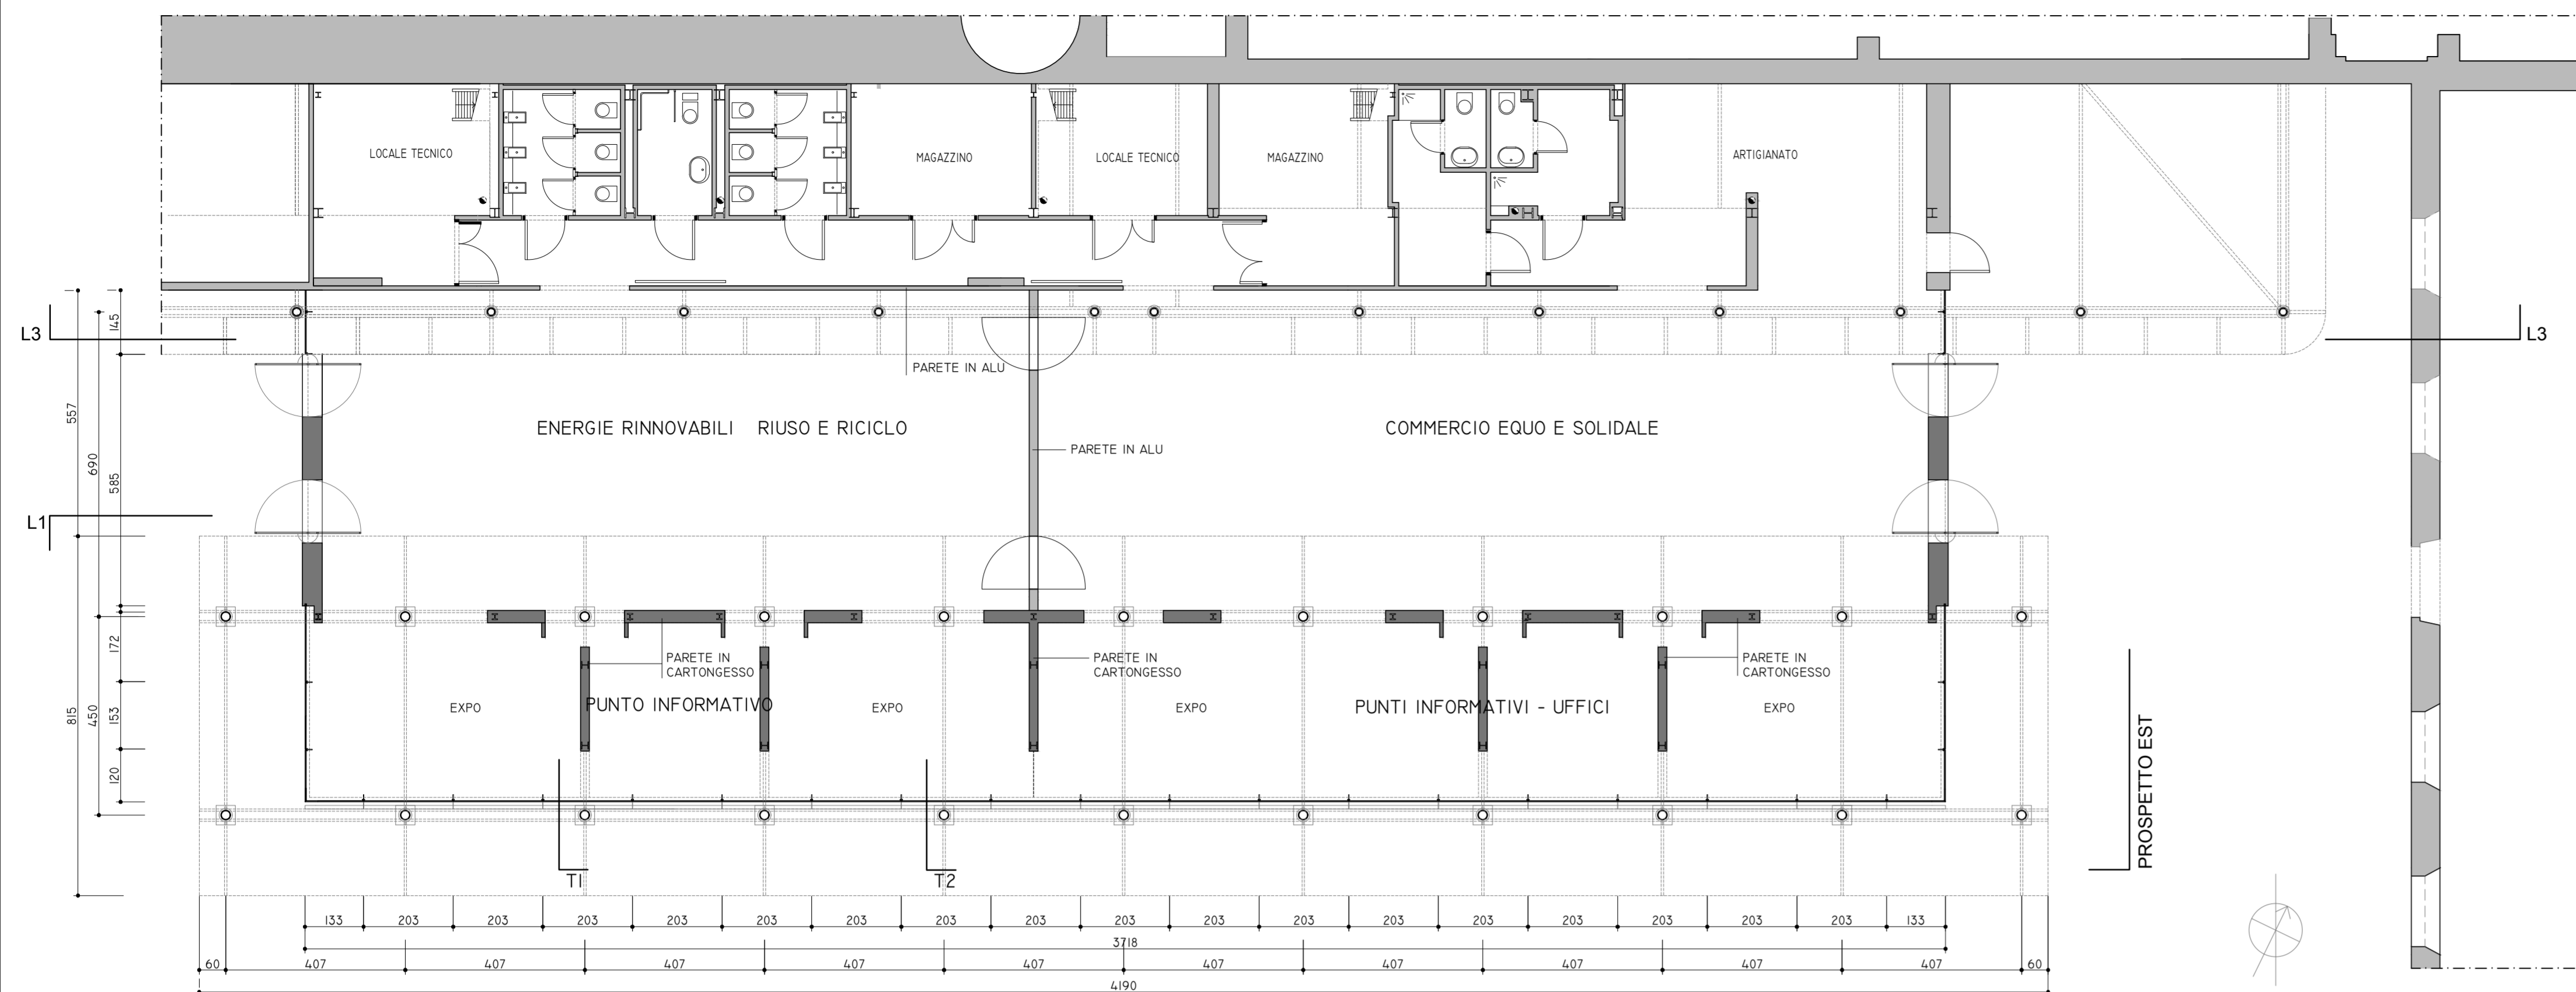 LOCALE TECNICO
MAGAZZINO
LOCALE TECNICO
MAGAZZINO
ARTIGIANATO
L3
L3
PARETE IN ALU
ENERGIE RINNOVABILI RIUSO E RICICLO
COMMERCIO EQUO E SOLIDALE
PARETE IN ALU
L1
145
557
690
585
172
815
450
153
120
PARETE IN
CARTONGESSO
PARETE IN
CARTONGESSO
PARETE IN
CARTONGESSO
EXPO
PUNTO INFORMATIVO
EXPO
EXPO
PUNTI INFORMATIVI - UFFICI
EXPO
PROSPETTO EST
T1
T2
133 203 203 203 203 203 203 203 203 203 203 203 203 203 203 203 203 203 133
3718
60 407 407 407 407 407 407 407 407 407 407 60
4190